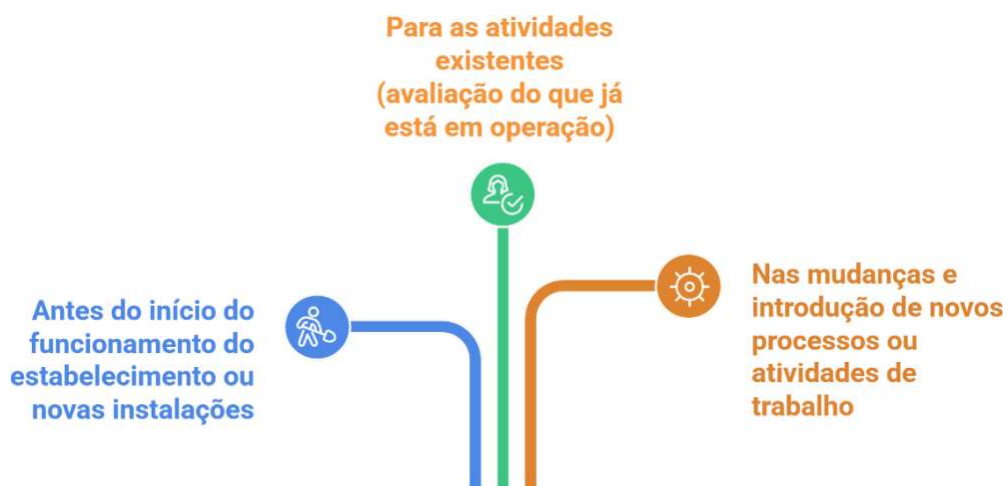 Para as atividades
existentes
(avaliação do que já
está em operação)
Antes do início do
funcionamento do
estabelecimento ou
novas instalações
Nas mudanças e
introdução de novos
processos ou
atividades de
trabalho